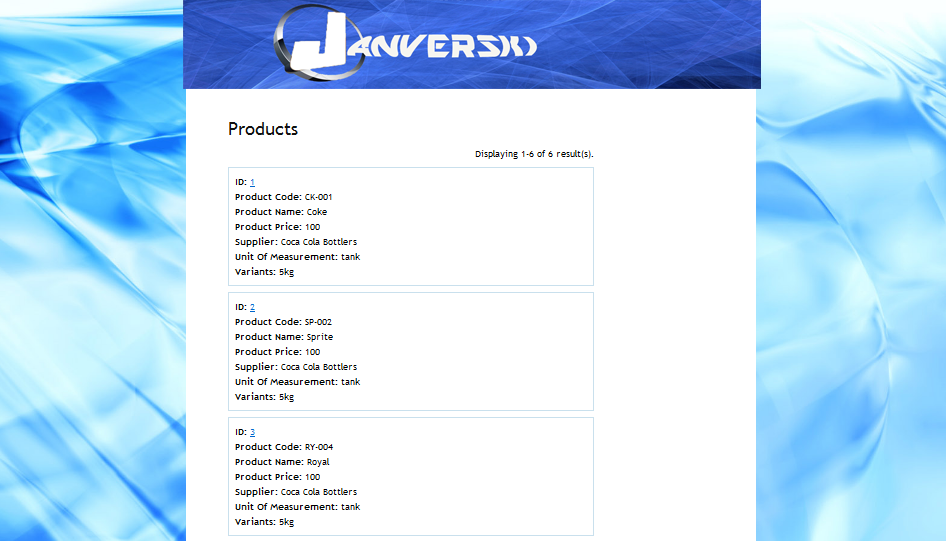 JANVERSKI
Products
Displaying 1-6 of 6 result(s).
ID: 1
Product Code: CK-001
Product Name: Coke
Product Price: 100
Supplier: Coca Cola Bottlers
Unit Of Measurement: tank
Variants: 5kg
ID: 2
Product Code: SP-002
Product Name: Sprite
Product Price: 100
Supplier: Coca Cola Bottlers
Unit Of Measurement: tank
Variants: 5kg
ID: 3
Product Code: RY-004
Product Name: Royal
Product Price: 100
Supplier: Coca Cola Bottlers
Unit Of Measurement: tank
Variants: 5kg